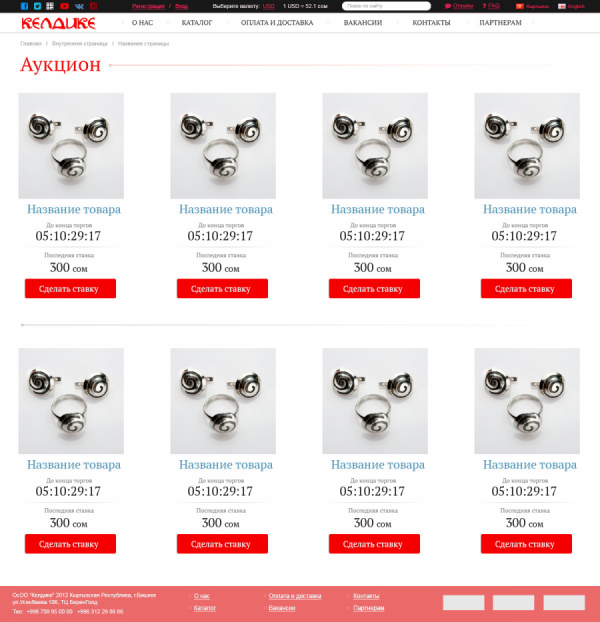 Регистрация / Вход Выберите валюту: USD 1 USD = 52.1 сом Поиск по сайту Отзывы ? FAQ Кыргызча English
КЕЛДИКЕ О НАС КАТАЛОГ ОПЛАТА И ДОСТАВКА ВАКАНСИИ КОНТАКТЫ ПАРТНЕРАМ
Главная / Внутренняя страница / Название страницы
Аукцион
Название товара Название товара Название товара Название товара
До конца торгов До конца торгов До конца торгов До конца торгов
05:10:29:17 05:10:29:17 05:10:29:17 05:10:29:17
Последняя ставка Последняя ставка Последняя ставка Последняя ставка
300 сом 300 сом 300 сом 300 сом
Сделать ставку Сделать ставку Сделать ставку Сделать ставку
Название товара Название товара Название товара Название товара
До конца торгов До конца торгов До конца торгов До конца торгов
05:10:29:17 05:10:29:17 05:10:29:17 05:10:29:17
Последняя ставка Последняя ставка Последняя ставка Последняя ставка
300 сом 300 сом 300 сом 300 сом
Сделать ставку Сделать ставку Сделать ставку Сделать ставку
ОсОО "Келдике" 2012 Кыргызская Республика, г.Бишкек О нас Оплата и доставка Контакты
ул.Усенбаева 106, ТЦ БеренГолд Каталог Вакансии Партнерам
Тел: +996 700 95 00 00 +996 312 29 86 86